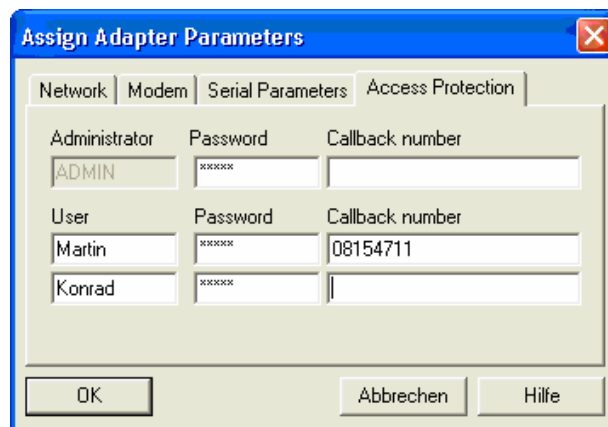 Assign Adapter Parameters
Network Modem Serial Parameters Access Protection
Administrator Password Callback number
ADMIN *****
User Password Callback number
Martin ***** 08154711
Konrad *****
OK Abbrechen Hilfe